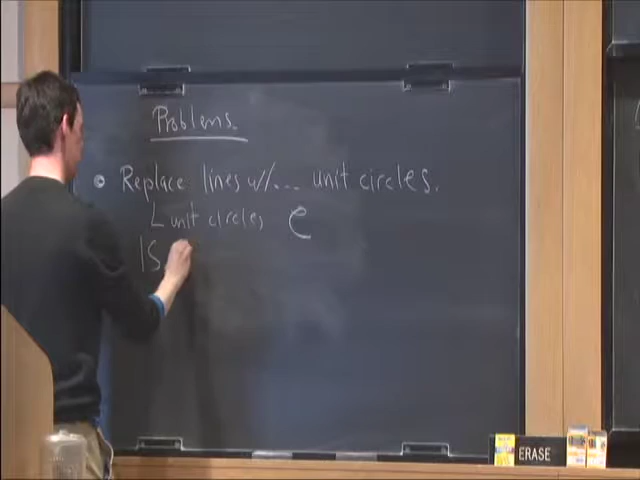 Problems.
• Replace lines w/... unit circles.
L unit circles C
|S
ERASE